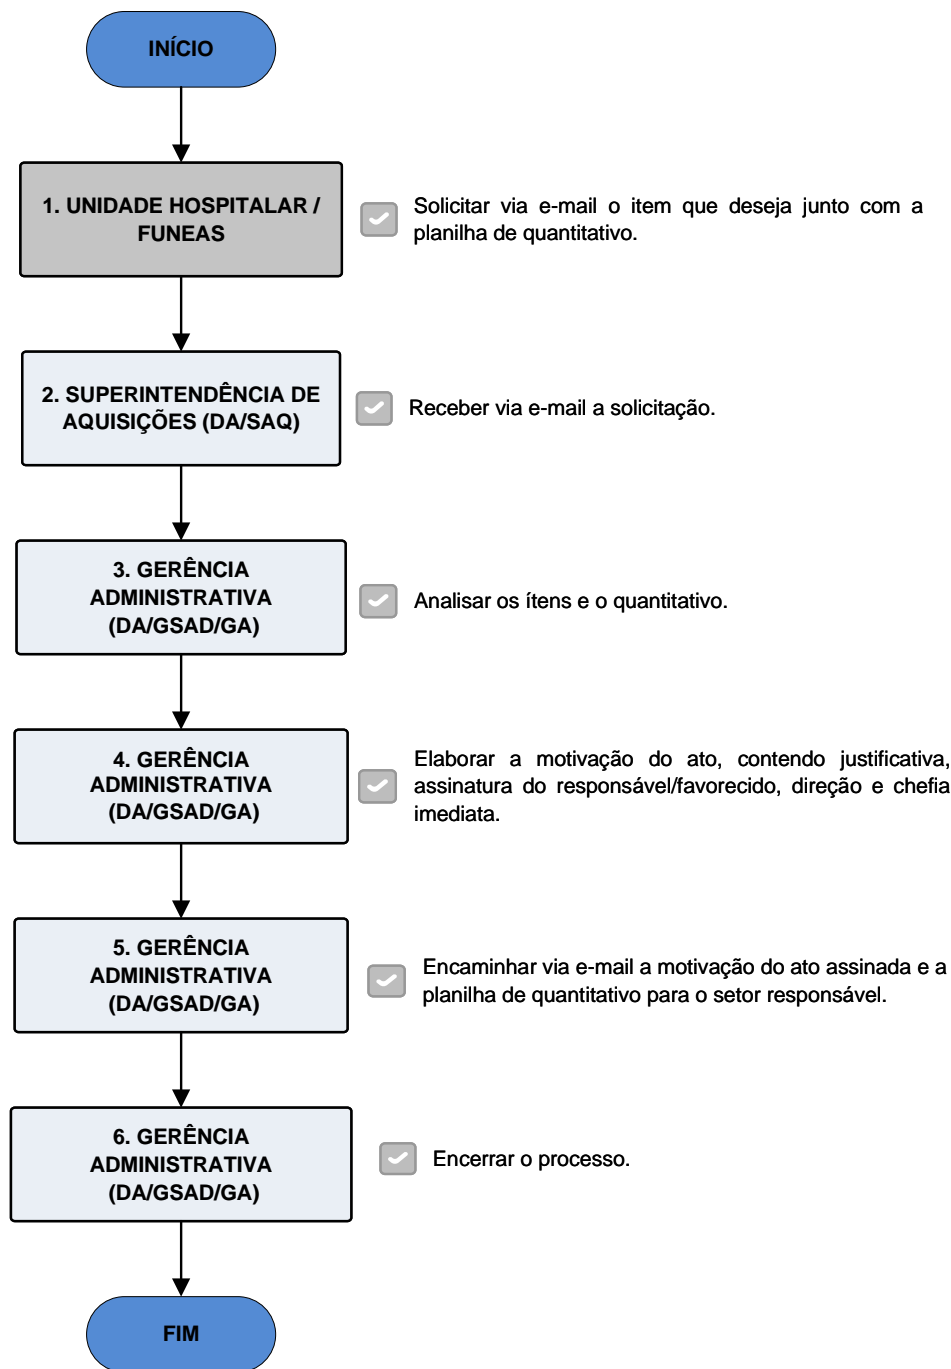 INÍCIO
1. UNIDADE HOSPITALAR /
FUNEAS
Solicitar via e-mail o item que deseja junto com a
planilha de quantitativo.
2. SUPERINTENDÊNCIA DE
AQUISIÇÕES (DA/SAQ)
Receber via e-mail a solicitação.
3. GERÊNCIA
ADMINISTRATIVA
(DA/GSAD/GA)
Analisar os ítens e o quantitativo.
4. GERÊNCIA
ADMINISTRATIVA
(DA/GSAD/GA)
Elaborar a motivação do ato, contendo justificativa,
assinatura do responsável/favorecido, direção e chefia
imediata.
5. GERÊNCIA
ADMINISTRATIVA
(DA/GSAD/GA)
Encaminhar via e-mail a motivação do ato assinada e a
planilha de quantitativo para o setor responsável.
6. GERÊNCIA
ADMINISTRATIVA
(DA/GSAD/GA)
Encerrar o processo.
FIM